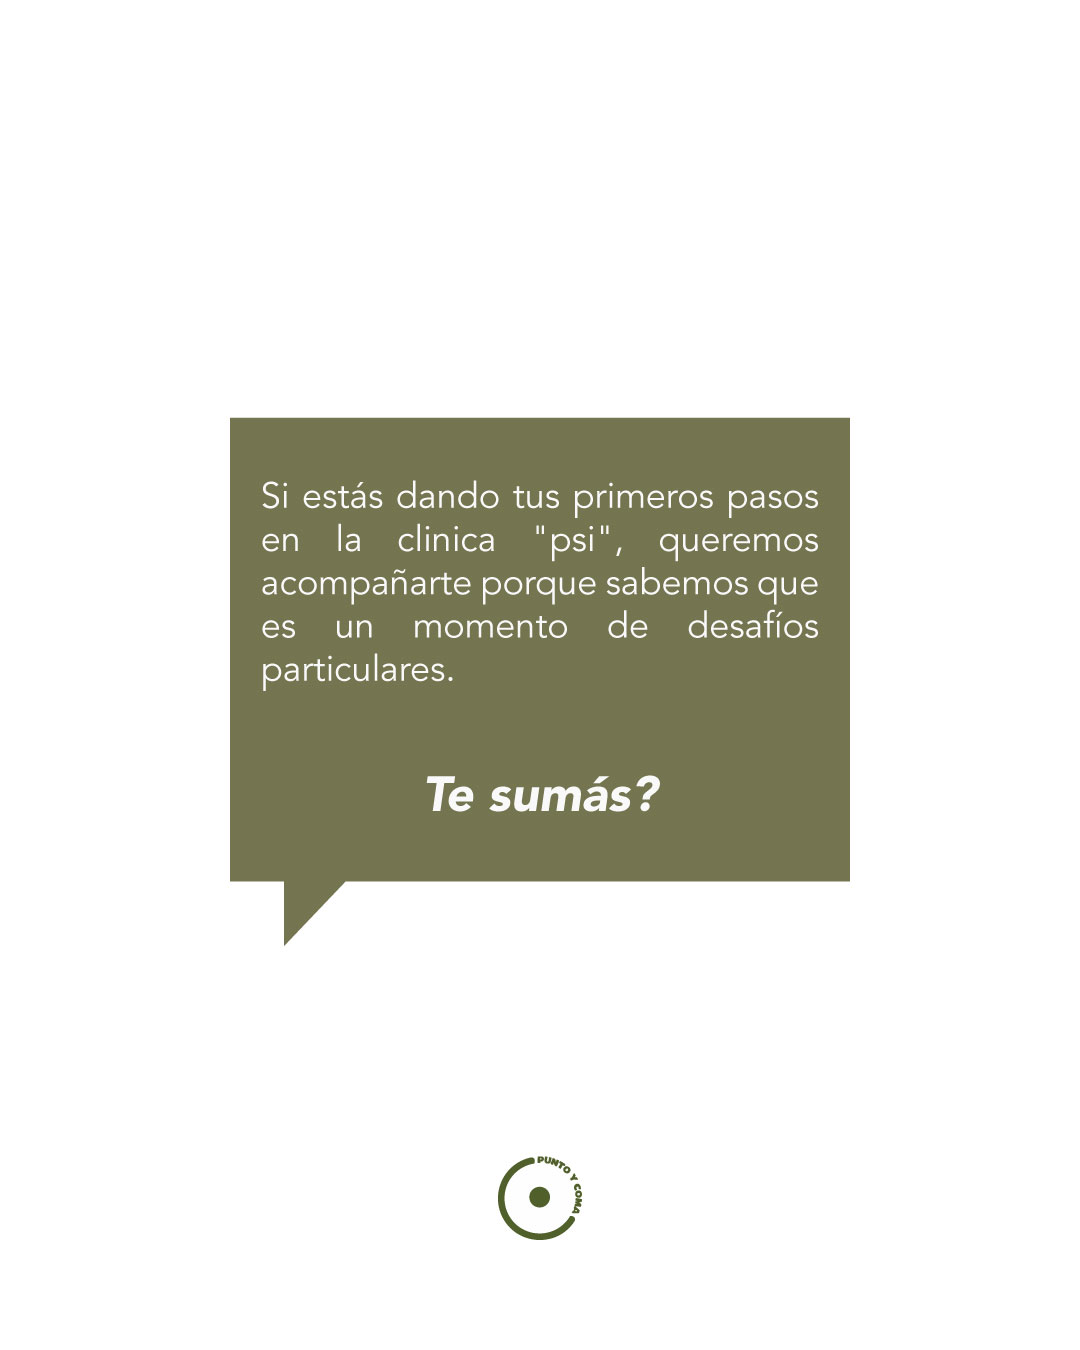 Si estás dando tus primeros pasos
en la clinica "psi", queremos
acompañarte porque sabemos que
es un momento de desafíos
particulares.
Te sumás?
PUNTO Y COMA